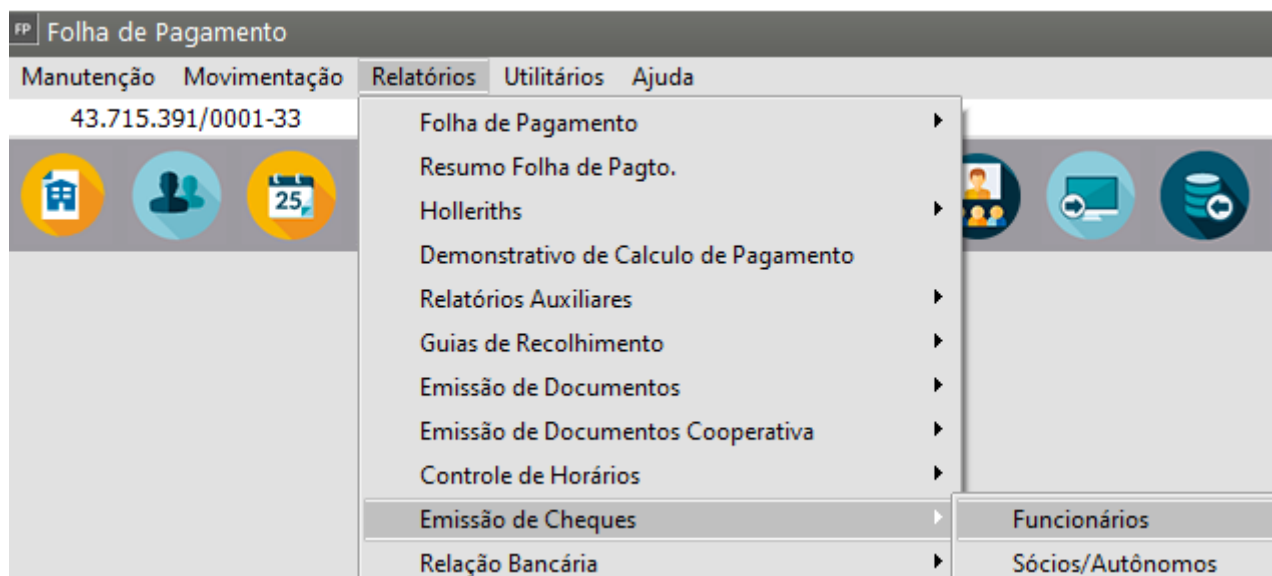 FP Folha de Pagamento
Manutenção Movimentação Relatórios Utilitários Ajuda
43.715.391/0001-33
Folha de Pagamento
Resumo Folha de Pagto.
25
Holleriths
Demonstrativo de Calculo de Pagamento
Relatórios Auxiliares
Guias de Recolhimento
Emissão de Documentos
Emissão de Documentos Cooperativa
Controle de Horários
Emissão de Cheques Funcionários
Relação Bancária Sócios/Autônomos